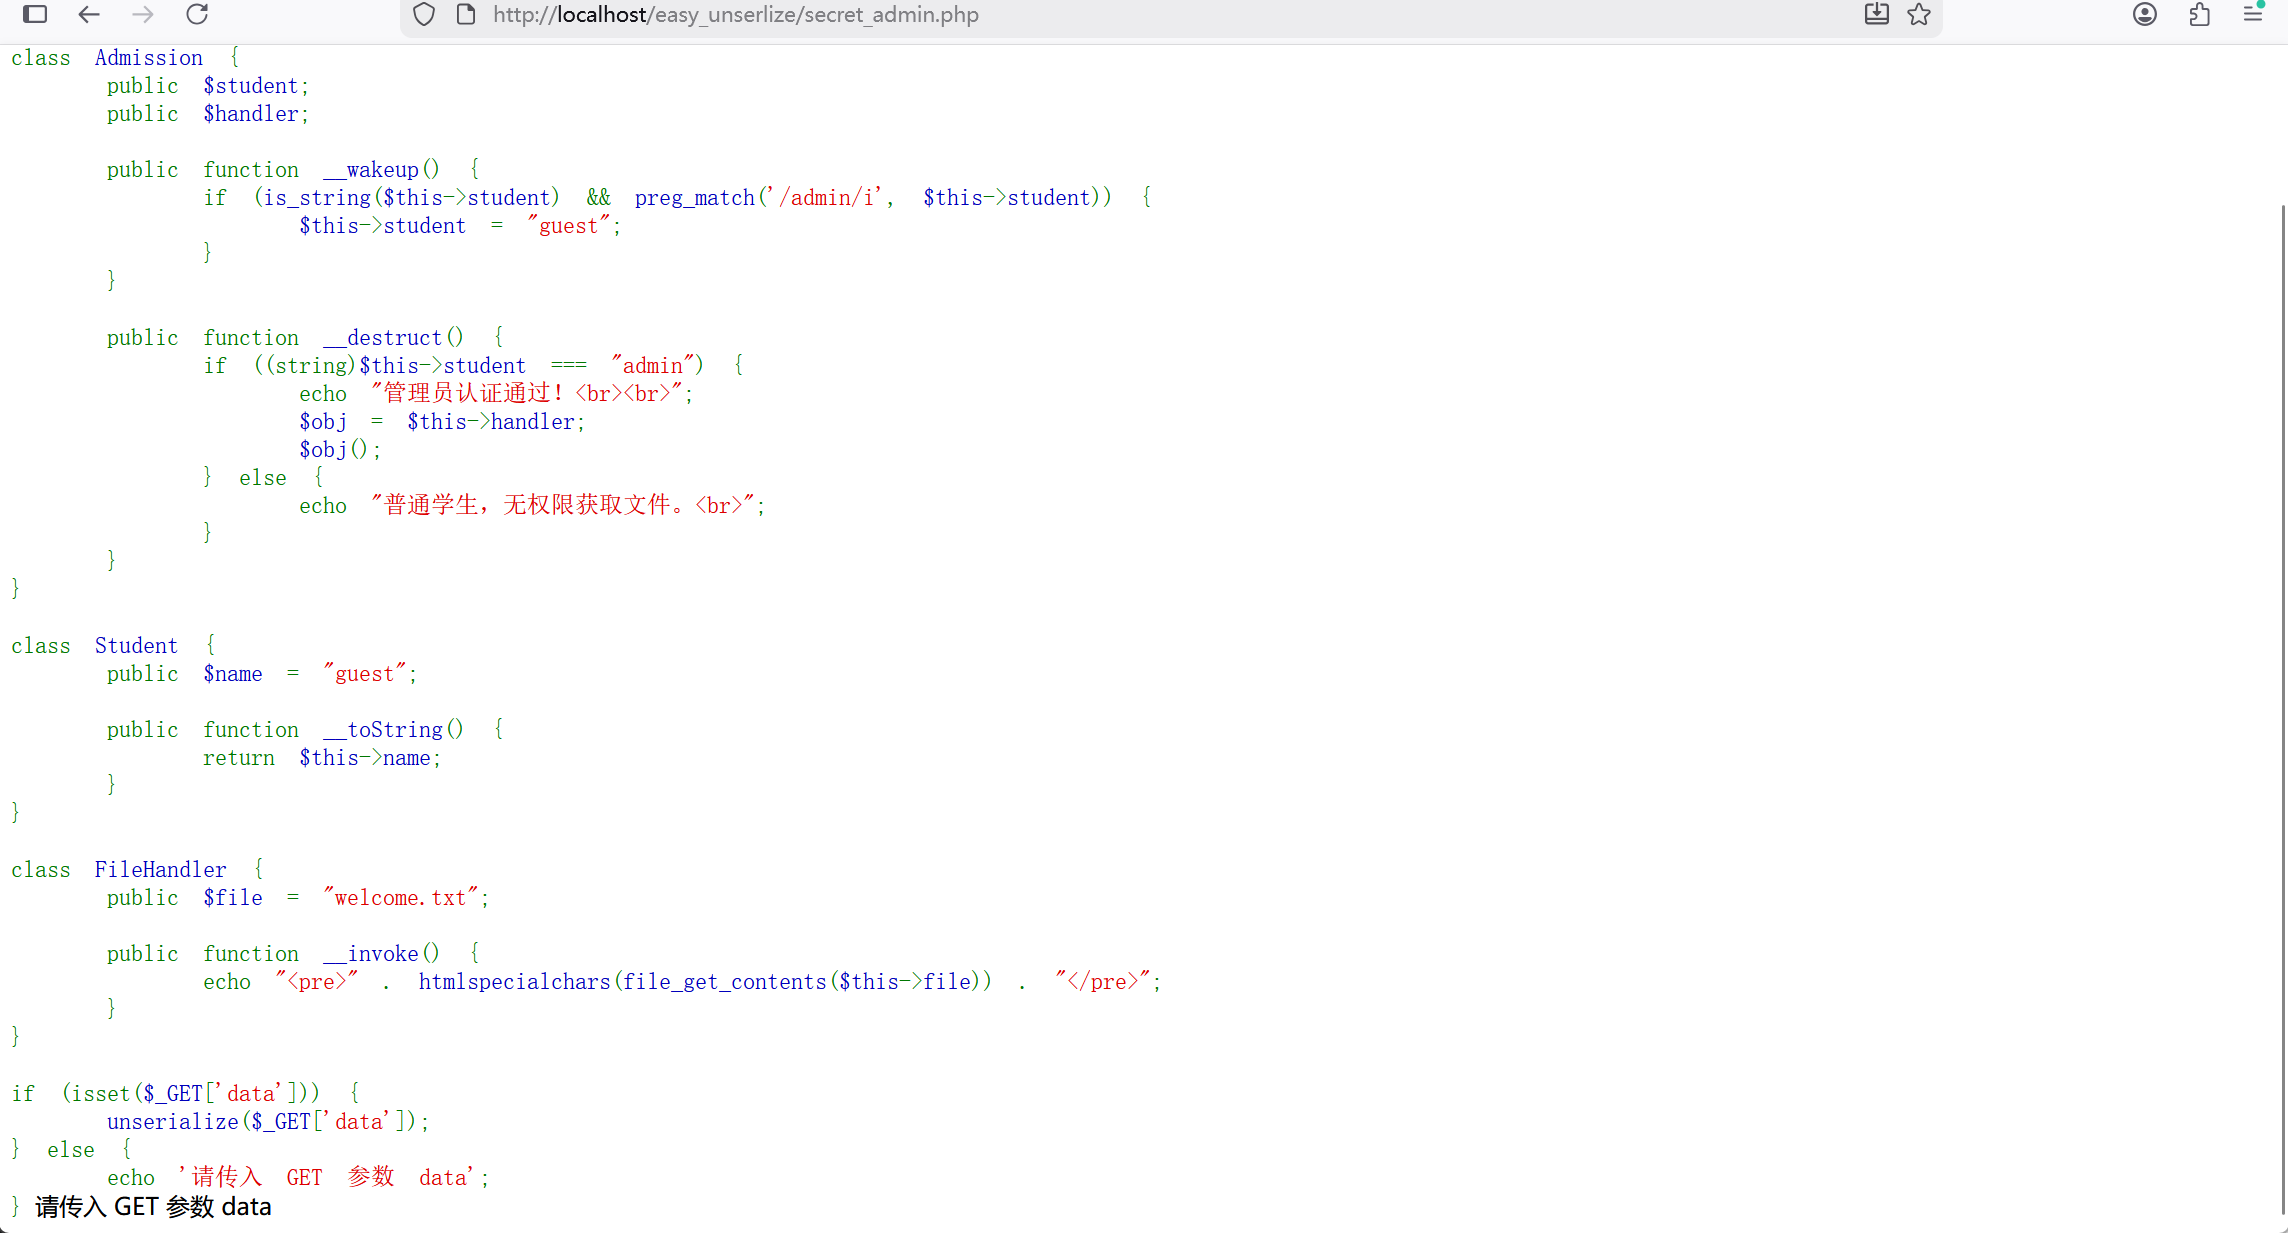 http://localhost/easy_unserlize/secret_admin.php
class Admission {
    public $student;
    public $handler;

    public function __wakeup() {
        if (is_string($this->student) && preg_match('/admin/i', $this->student)) {
            $this->student = "guest";
        }
    }

    public function __destruct() {
        if ((string)$this->student === "admin") {
            echo "管理员认证通过！<br><br>";
            $obj = $this->handler;
            $obj();
        } else {
            echo "普通学生，无权限获取文件。<br>";
        }
    }
}

class Student {
    public $name = "guest";

    public function __toString() {
        return $this->name;
    }
}

class FileHandler {
    public $file = "welcome.txt";

    public function __invoke() {
        echo "<pre>" . htmlspecialchars(file_get_contents($this->file)) . "</pre>";
    }
}

if (isset($_GET['data'])) {
    unserialize($_GET['data']);
} else {
    echo '请传入 GET 参数 data';
} 请传入 GET 参数 data